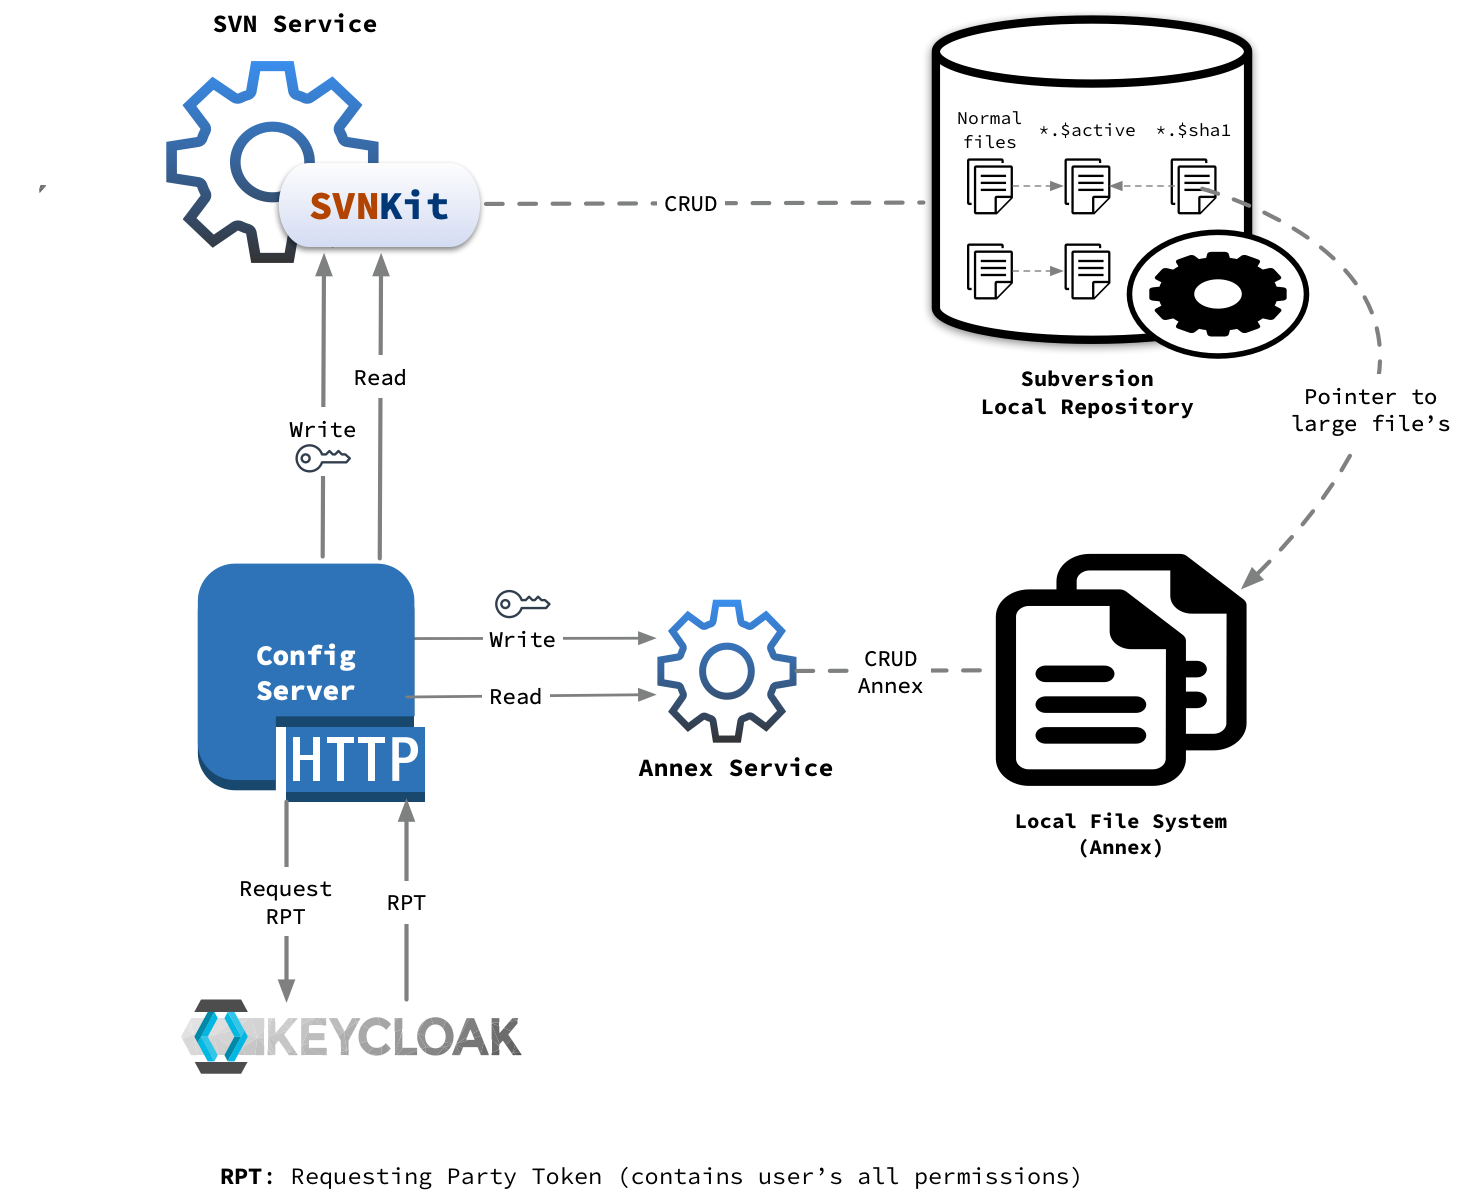 SVN Service
SVNKit
CRUD
Normal
files
*.$active
*.$sha1
Subversion
Local Repository
Pointer to
large file’s
Read
Write
Config
Server
HTTP
Write
Read
Annex Service
CRUD
Annex
Local File System
(Annex)
Request
RPT
RPT
KEYCLOAK
RPT: Requesting Party Token (contains user’s all permissions)